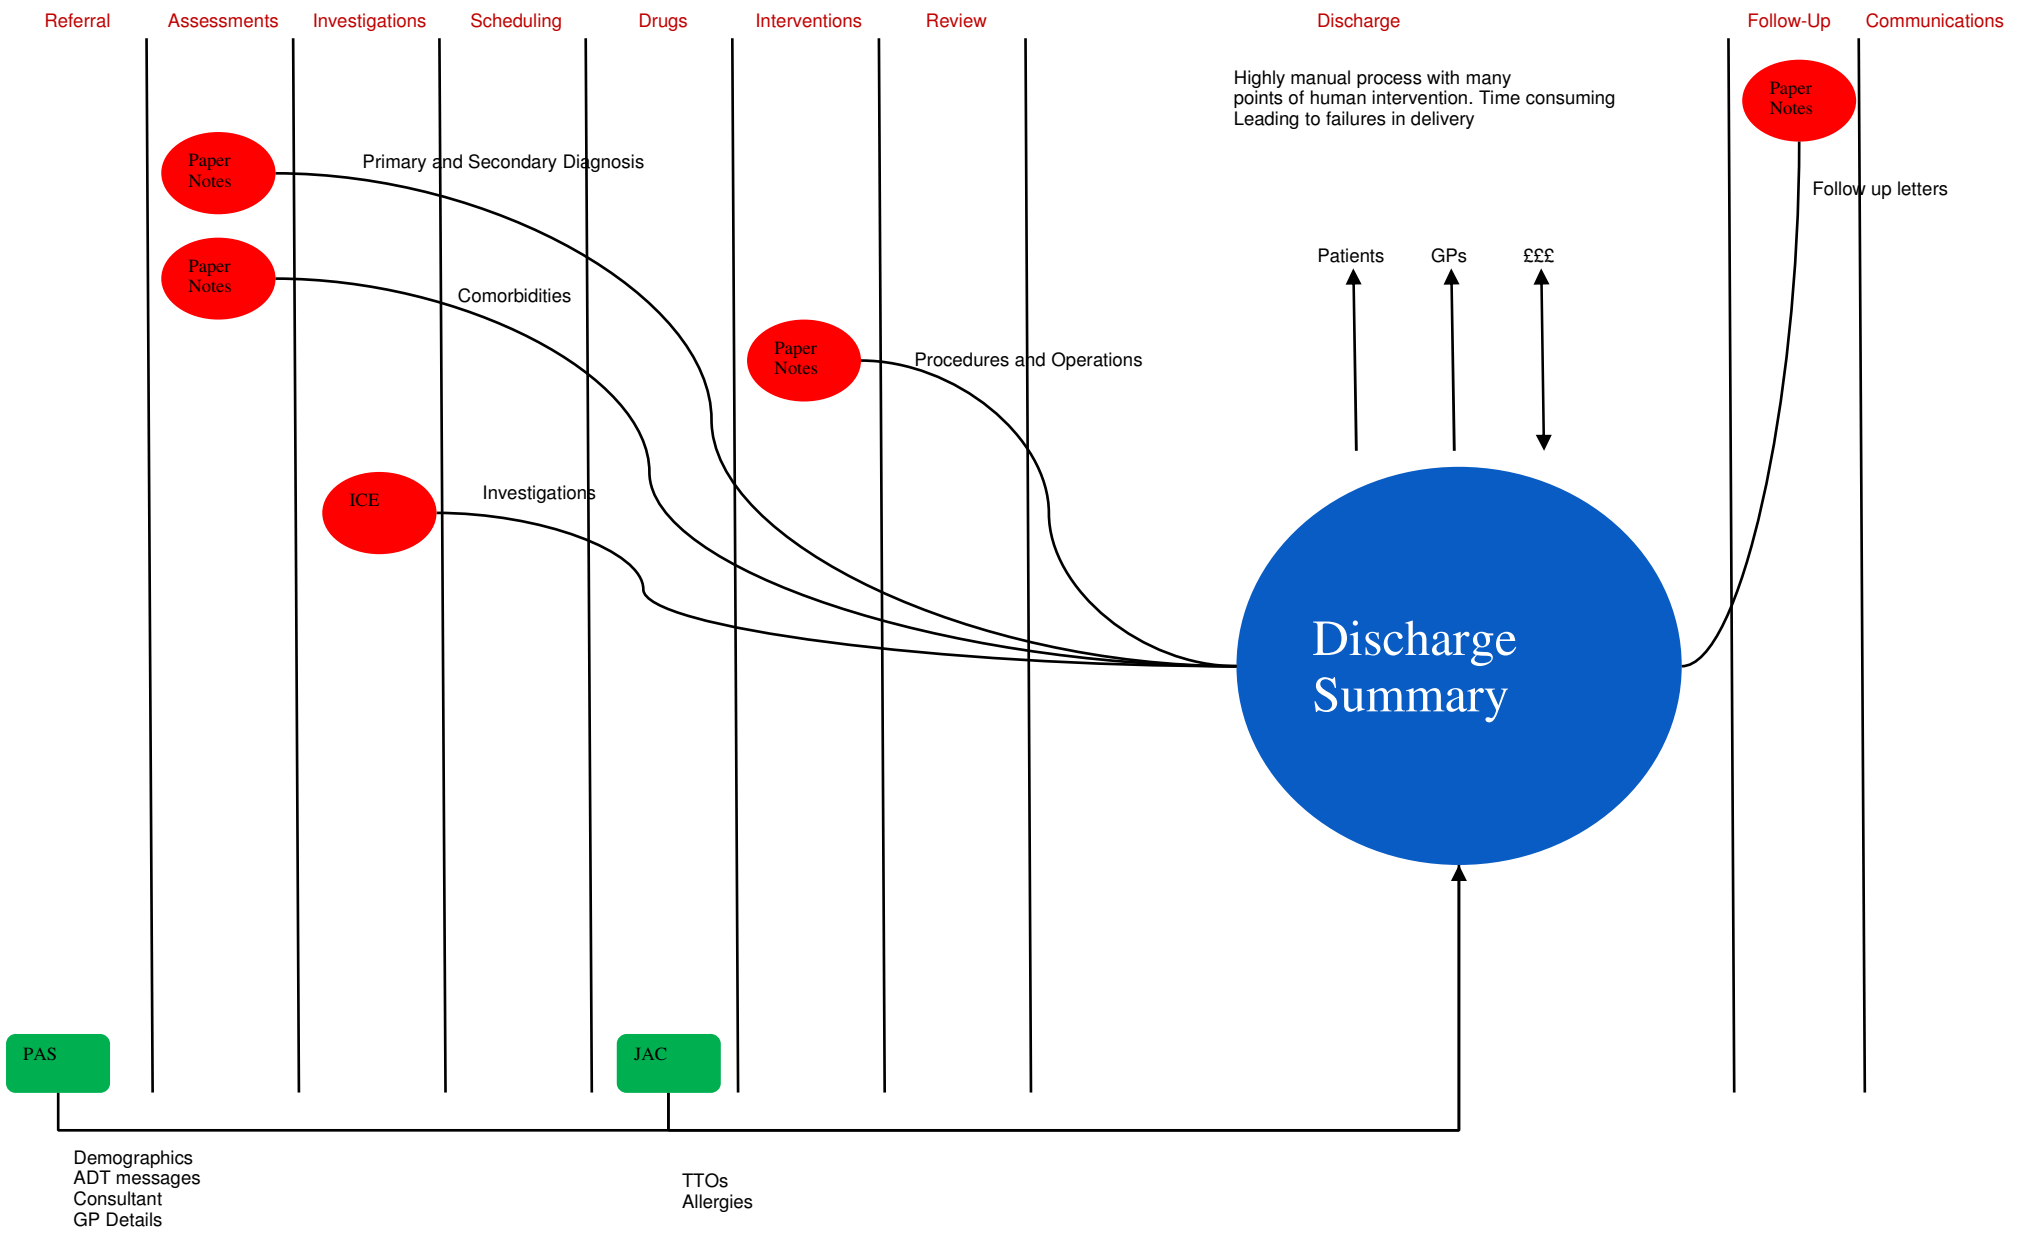 Referral
Assessments
Investigations
Scheduling
Drugs
Interventions
Review
Discharge
Follow-Up
Communications
Highly manual process with many
points of human intervention. Time consuming
Leading to failures in delivery
Paper
Notes
Paper
Notes
Primary and Secondary Diagnosis
Follow up letters
Patients
GPs
£££
Paper
Notes
Comorbidities
Paper
Notes
Procedures and Operations
ICE
Investigations
Discharge
Summary
PAS
JAC
Demographics
ADT messages
Consultant
GP Details
TTOs
Allergies